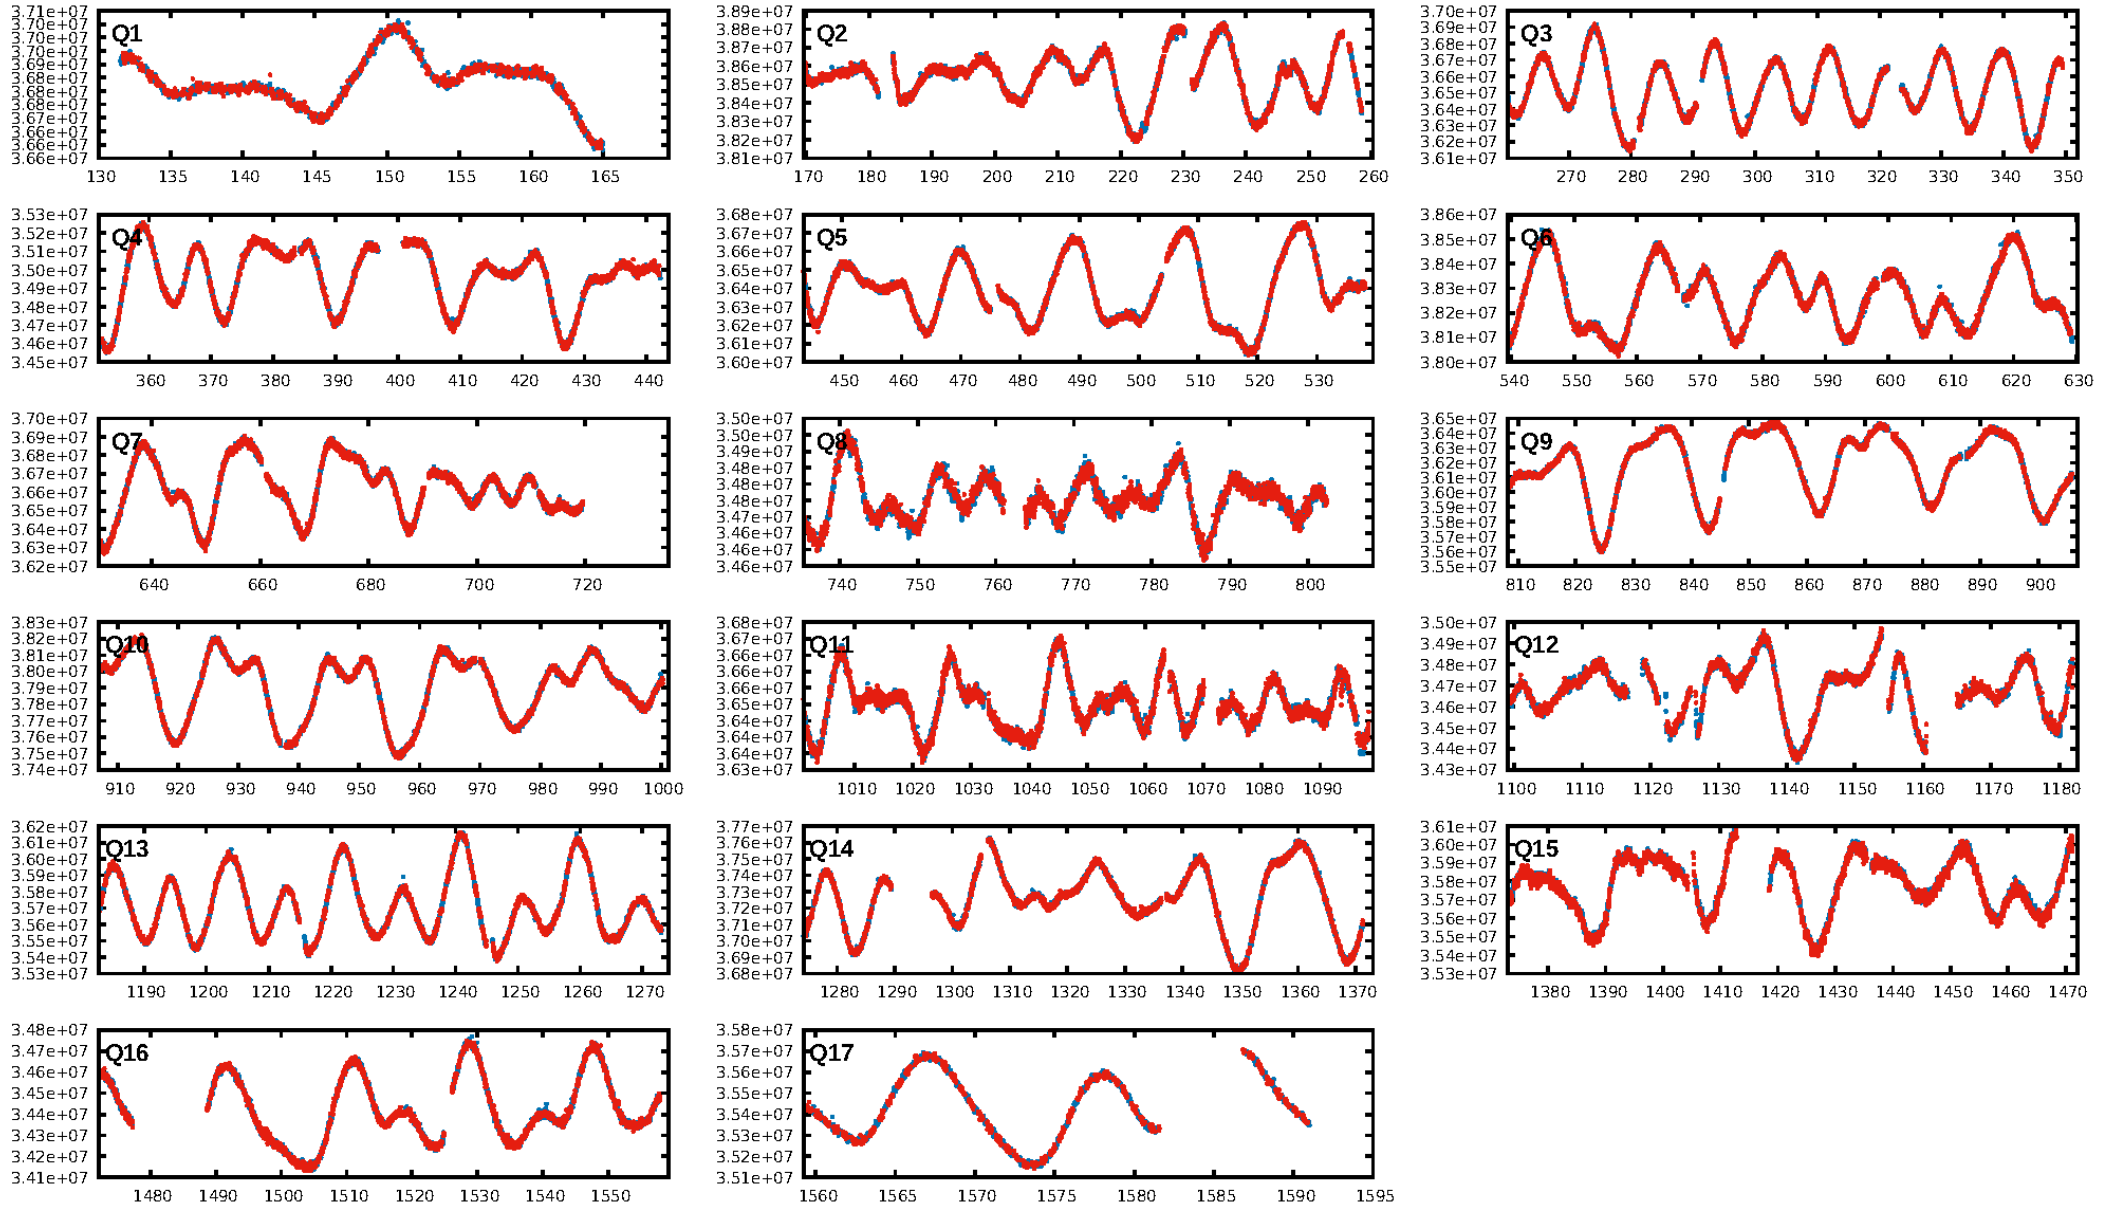 3.71e+07
3.70e+07
3.70e+07
3.70e+07
3.69e+07
3.68e+07
3.68e+07
3.68e+07
3.67e+07
3.66e+07
3.66e+07
3.66e+07
Q1
130 135 140 145 150 155 160 165
3.89e+07
3.88e+07
3.87e+07
3.86e+07
3.85e+07
3.84e+07
3.83e+07
3.82e+07
3.81e+07
Q2
170 180 190 200 210 220 230 240 250 260
3.70e+07
3.69e+07
3.68e+07
3.67e+07
3.66e+07
3.65e+07
3.64e+07
3.63e+07
3.62e+07
3.61e+07
Q3
270 280 290 300 310 320 330 340 350
3.53e+07
3.52e+07
3.51e+07
3.50e+07
3.49e+07
3.48e+07
3.47e+07
3.46e+07
3.45e+07
Q4
360 370 380 390 400 410 420 430 440
3.68e+07
3.67e+07
3.66e+07
3.65e+07
3.64e+07
3.63e+07
3.62e+07
3.61e+07
3.60e+07
Q5
450 460 470 480 490 500 510 520 530
3.86e+07
3.85e+07
3.84e+07
3.83e+07
3.82e+07
3.81e+07
3.80e+07
Q6
540 550 560 570 580 590 600 610 620 630
3.70e+07
3.69e+07
3.68e+07
3.67e+07
3.66e+07
3.65e+07
3.64e+07
3.63e+07
3.62e+07
Q7
640 660 680 700 720
3.50e+07
3.50e+07
3.49e+07
3.48e+07
3.48e+07
3.48e+07
3.47e+07
3.46e+07
3.46e+07
3.46e+07
Q8
740 750 760 770 780 790 800
3.65e+07
3.64e+07
3.63e+07
3.62e+07
3.61e+07
3.60e+07
3.59e+07
3.58e+07
3.57e+07
3.56e+07
3.55e+07
Q9
810 820 830 840 850 860 870 880 890 900
3.83e+07
3.82e+07
3.81e+07
3.80e+07
3.79e+07
3.78e+07
3.77e+07
3.76e+07
3.75e+07
3.74e+07
Q10
910 920 930 940 950 960 970 980 990 1000
3.68e+07
3.67e+07
3.66e+07
3.66e+07
3.66e+07
3.65e+07
3.64e+07
3.64e+07
3.64e+07
3.63e+07
Q11
1010 1020 1030 1040 1050 1060 1070 1080 1090
3.50e+07
3.49e+07
3.48e+07
3.47e+07
3.46e+07
3.45e+07
3.44e+07
3.43e+07
Q12
1100 1110 1120 1130 1140 1150 1160 1170 1180
3.62e+07
3.61e+07
3.60e+07
3.59e+07
3.58e+07
3.57e+07
3.56e+07
3.55e+07
3.54e+07
3.53e+07
Q13
1190 1200 1210 1220 1230 1240 1250 1260 1270
3.77e+07
3.76e+07
3.75e+07
3.74e+07
3.73e+07
3.72e+07
3.71e+07
3.70e+07
3.69e+07
3.68e+07
Q14
1280 1290 1300 1310 1320 1330 1340 1350 1360 1370
3.61e+07
3.60e+07
3.59e+07
3.58e+07
3.57e+07
3.56e+07
3.55e+07
3.54e+07
3.53e+07
Q15
1380 1390 1400 1410 1420 1430 1440 1450 1460 1470
3.48e+07
3.47e+07
3.46e+07
3.45e+07
3.44e+07
3.43e+07
3.42e+07
3.41e+07
Q16
1480 1490 1500 1510 1520 1530 1540 1550
3.58e+07
3.57e+07
3.56e+07
3.55e+07
3.54e+07
3.53e+07
3.52e+07
3.51e+07
Q17
1560 1565 1570 1575 1580 1585 1590 1595